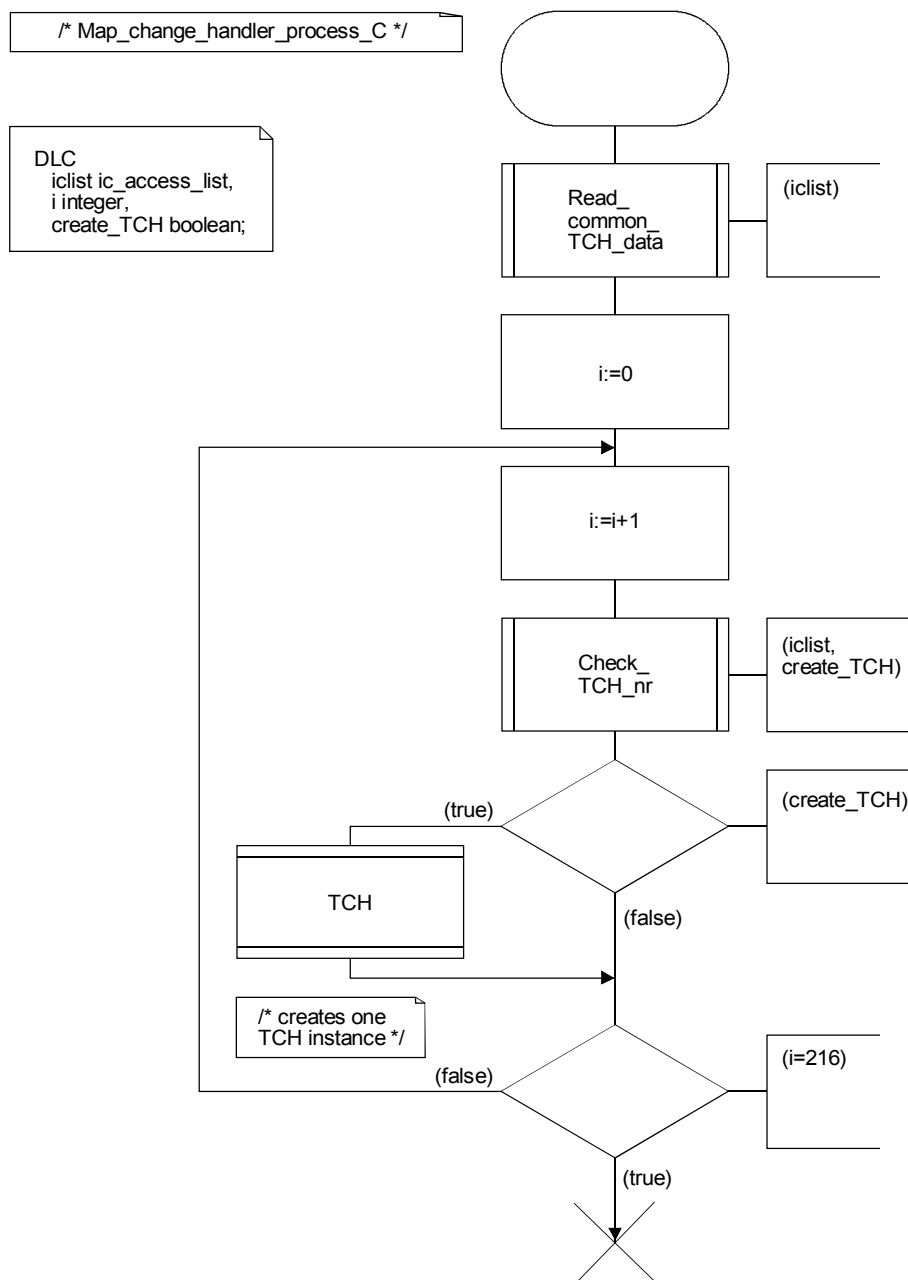 /* Map_change_handler_process_C */
DLC
iclist ic_access_list,
i integer,
create_TCH boolean;
Read_
common_
TCH_data
(iclist)
i:=0
i:=i+1
Check_
TCH_nr
(iclist,
create_TCH)
(true)
(create_TCH)
TCH
(false)
/* creates one
TCH instance */
(false)
(i=216)
(true)